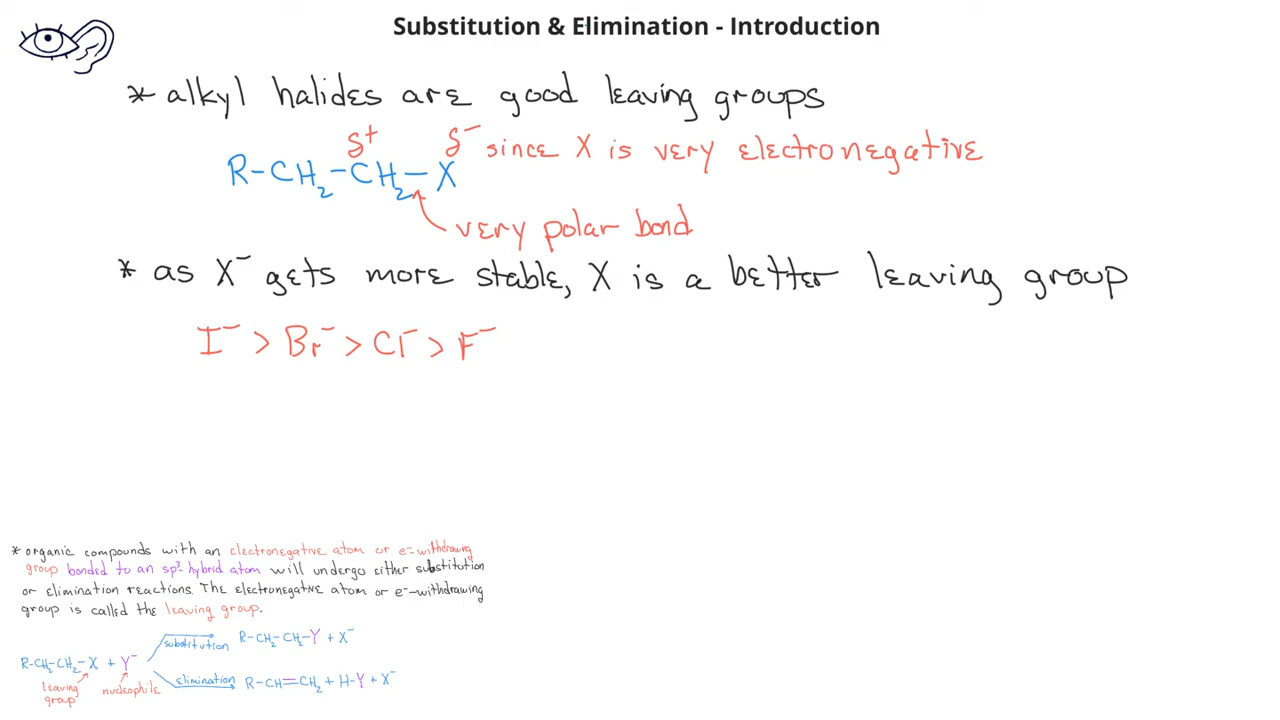 Substitution & Elimination - Introduction
* alkyl halides are good leaving groups
δ+ δ− since X is very electronegative
R-CH2-CH2-X
very polar bond
* as X− gets more stable, X is a better leaving group
I− > Br− > Cl− > F−
* organic compounds with an electronegative atom or e−-withdrawing
group bonded to an sp3-hybrid atom will undergo either substitution
or elimination reactions. The electronegative atom or e−-withdrawing
group is called the leaving group.
substitution R-CH2-CH2-Y + X−
R-CH2-CH2-X + Y−
leaving group nucleophile
elimination R-CH=CH2 + H-Y + X−